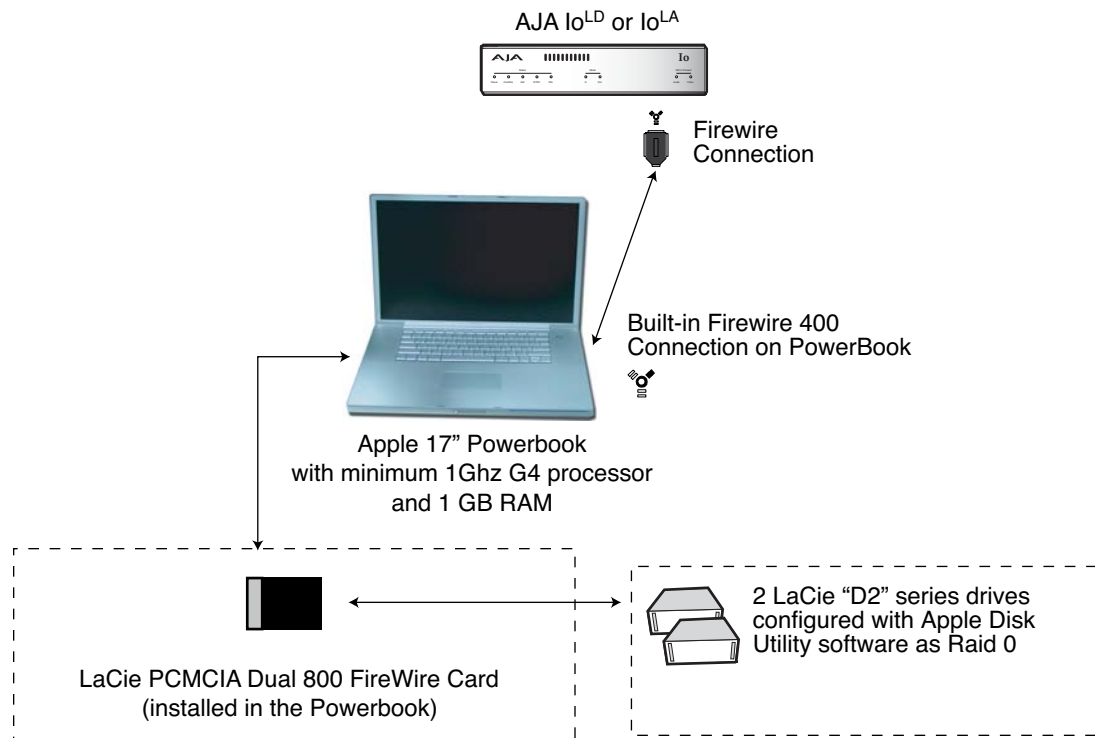 AJA Io^LD or Io^LA
AJA
Io
Firewire
Connection
Built-in Firewire 400
Connection on PowerBook
Apple 17” Powerbook
with minimum 1Ghz G4 processor
and 1 GB RAM
2 LaCie “D2” series drives
configured with Apple Disk
Utility software as Raid 0
LaCie PCMCIA Dual 800 FireWire Card
(installed in the Powerbook)